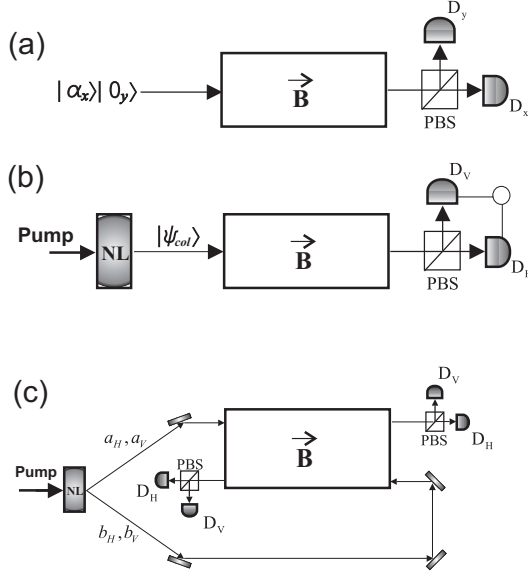 (a)
D_y
|α_x⟩|0_y⟩
B⃗
PBS
D_x
(b)
D_V
Pump
NL
|ψ_col⟩
B⃗
PBS
D_H
(c)
D_V
a_H, a_V
B⃗
PBS
D_H
Pump
PBS
NL
D_H
D_V
b_H, b_V